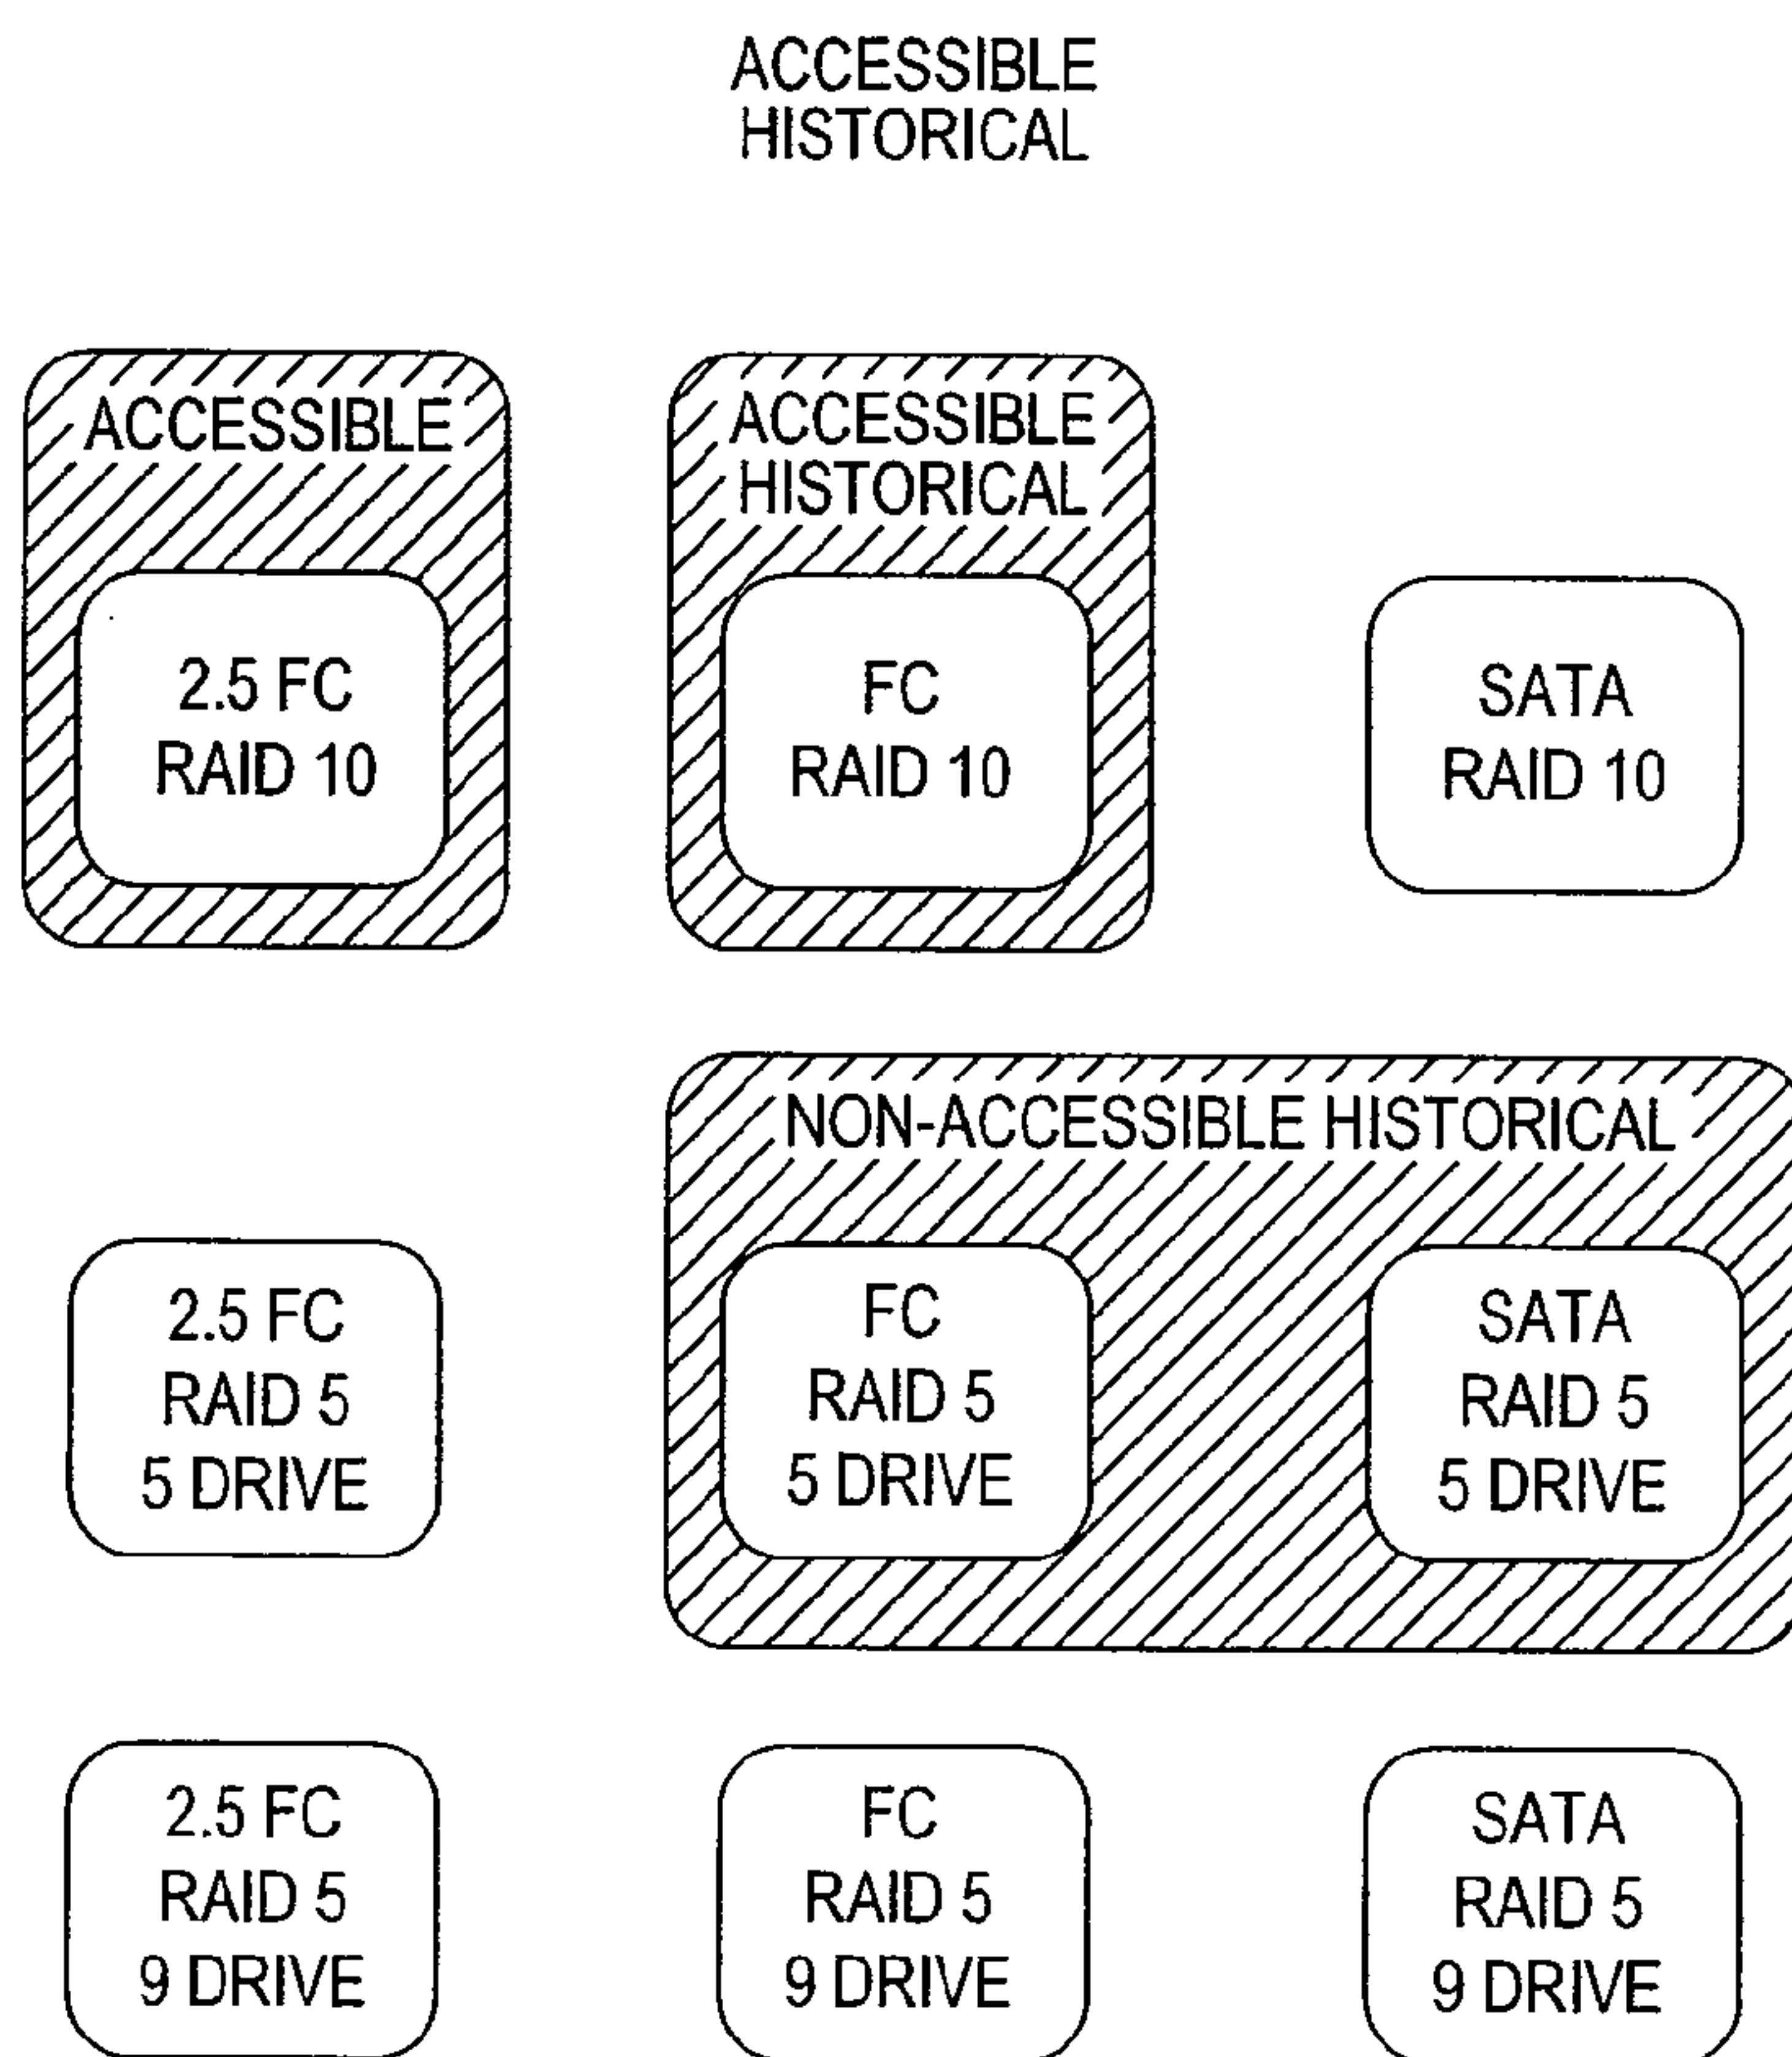 ACCESSIBLE
HISTORICAL
ACCESSIBLE
ACCESSIBLE
HISTORICAL
2.5 FC
RAID 10
FC
RAID 10
SATA
RAID 10
NON-ACCESSIBLE HISTORICAL
2.5 FC
RAID 5
5 DRIVE
FC
RAID 5
5 DRIVE
SATA
RAID 5
5 DRIVE
2.5 FC
RAID 5
9 DRIVE
FC
RAID 5
9 DRIVE
SATA
RAID 5
9 DRIVE